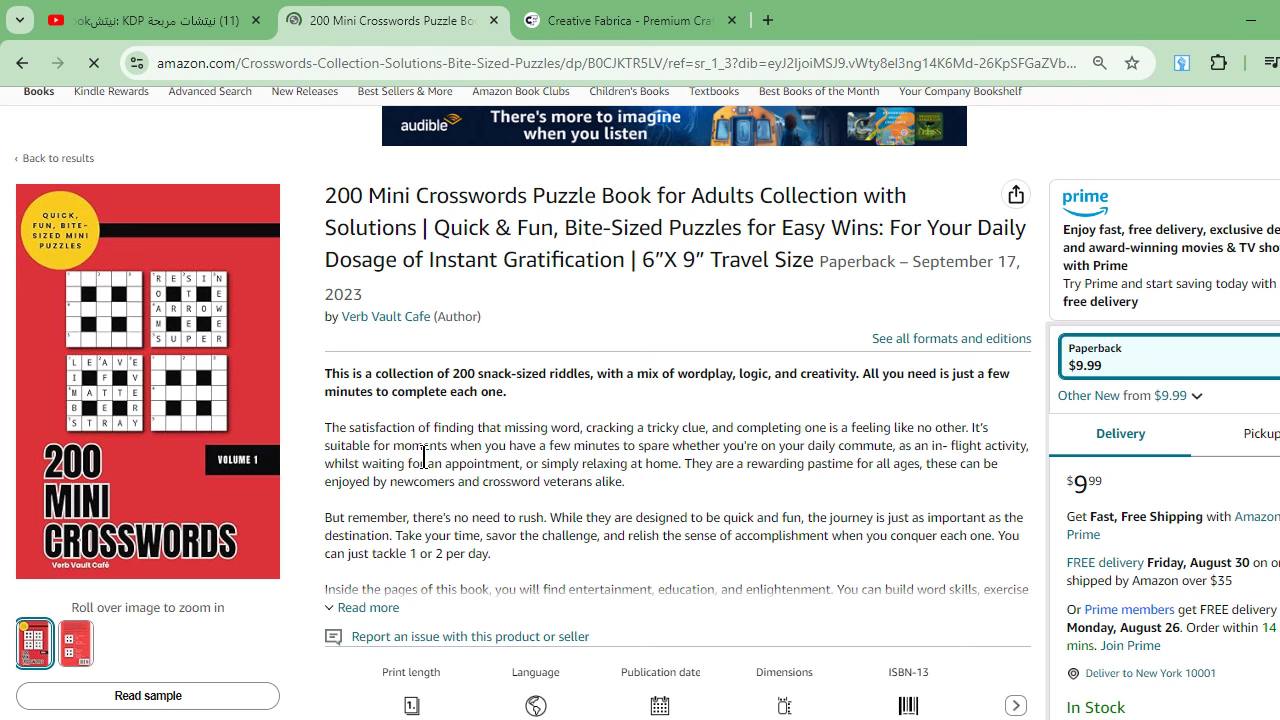 (11) نيتشات مربحة KDP :نيتش
200 Mini Crosswords Puzzle Bo
Creative Fabrica - Premium Cra
amazon.com/Crosswords-Collection-Solutions-Bite-Sized-Puzzles/dp/B0CJKTR5LV/ref=sr_1_3?dib=eyJ2IjoiMSJ9.vWty8el3ng14K6Md-26KpSFGaZVb...
Books Kindle Rewards Advanced Search New Releases Best Sellers & More Amazon Book Clubs Children's Books Textbooks Best Books of the Month Your Company Bookshelf
audible There's more to imagine
when you listen
‹ Back to results
QUICK,
FUN, BITE-
SIZED MINI
PUZZLES
R E S I N
O T E
A R R O W
M E E
S U P E R
L E A V E
I F V
M A T T E
B E E R
S T R A Y
200
MINI
CROSSWORDS
VOLUME 1
Verb Vault Café
Roll over image to zoom in
Read sample
200 Mini Crosswords Puzzle Book for Adults Collection with
Solutions | Quick & Fun, Bite-Sized Puzzles for Easy Wins: For Your Daily
Dosage of Instant Gratification | 6”X 9” Travel Size Paperback – September 17,
2023
by Verb Vault Cafe (Author)
See all formats and editions
This is a collection of 200 snack-sized riddles, with a mix of wordplay, logic, and creativity. All you need is just a few
minutes to complete each one.
The satisfaction of finding that missing word, cracking a tricky clue, and completing one is a feeling like no other. It’s
suitable for moments when you have a few minutes to spare whether you're on your daily commute, as an in- flight activity,
whilst waiting for an appointment, or simply relaxing at home. They are a rewarding pastime for all ages, these can be
enjoyed by newcomers and crossword veterans alike.
But remember, there’s no need to rush. While they are designed to be quick and fun, the journey is just as important as the
destination. Take your time, savor the challenge, and relish the sense of accomplishment when you conquer each one. You
can just tackle 1 or 2 per day.
Inside the pages of this book, you will find entertainment, education, and enlightenment. You can build word skills, exercise
Read more
Report an issue with this product or seller
Print length Language Publication date Dimensions ISBN-13
prime
Enjoy fast, free delivery, exclusive de
and award-winning movies & TV sho
with Prime
Try Prime and start saving today with
free delivery
Paperback
$9.99
Other New from $9.99
Delivery Pickup
$9.99
Get Fast, Free Shipping with Amazon
Prime
FREE delivery Friday, August 30 on or
shipped by Amazon over $35
Or Prime members get FREE delivery
Monday, August 26. Order within 14
mins. Join Prime
Deliver to New York 10001
In Stock